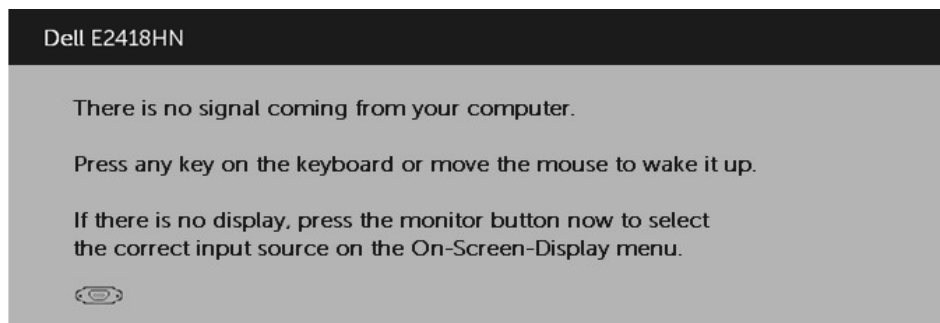 Dell E2418HN
There is no signal coming from your computer.
Press any key on the keyboard or move the mouse to wake it up.
If there is no display, press the monitor button now to select
the correct input source on the On-Screen-Display menu.